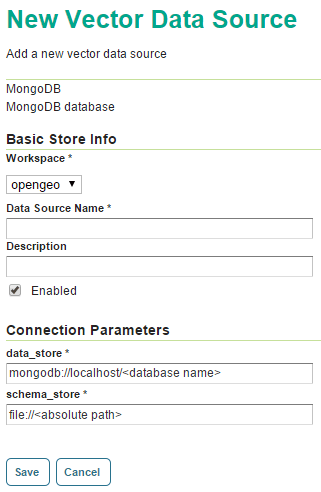 New Vector Data Source
Add a new vector data source
MongoDB
MongoDB database
Basic Store Info
Workspace *
opengeo
Data Source Name *
Description
Enabled
Connection Parameters
data_store *
mongodb://localhost/<database name>
schema_store *
file://<absolute path>
Save Cancel